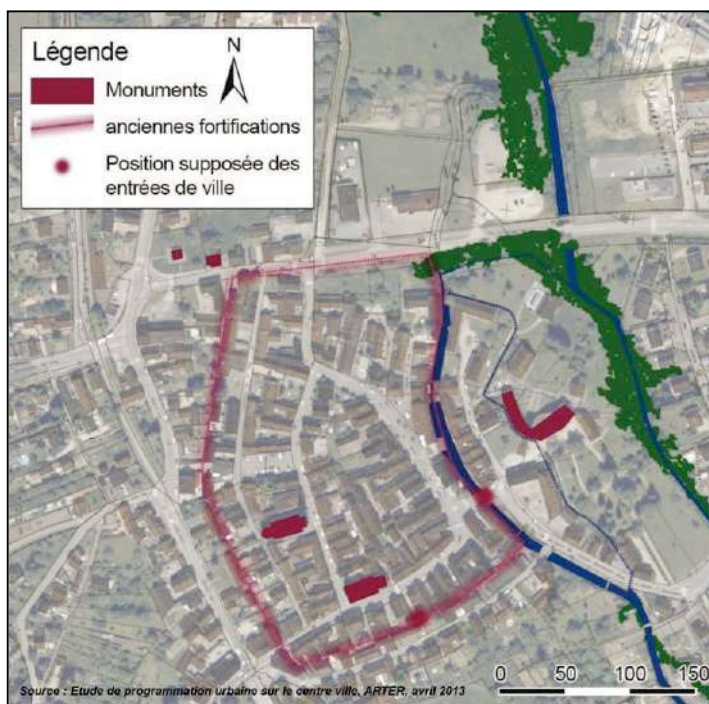 Légende
N
Monuments
anciennes fortifications
Position supposée des
entrées de ville
Source : Etude de programmation urbaine sur le centre ville, ARTER, avril 2013
0 50 100 150